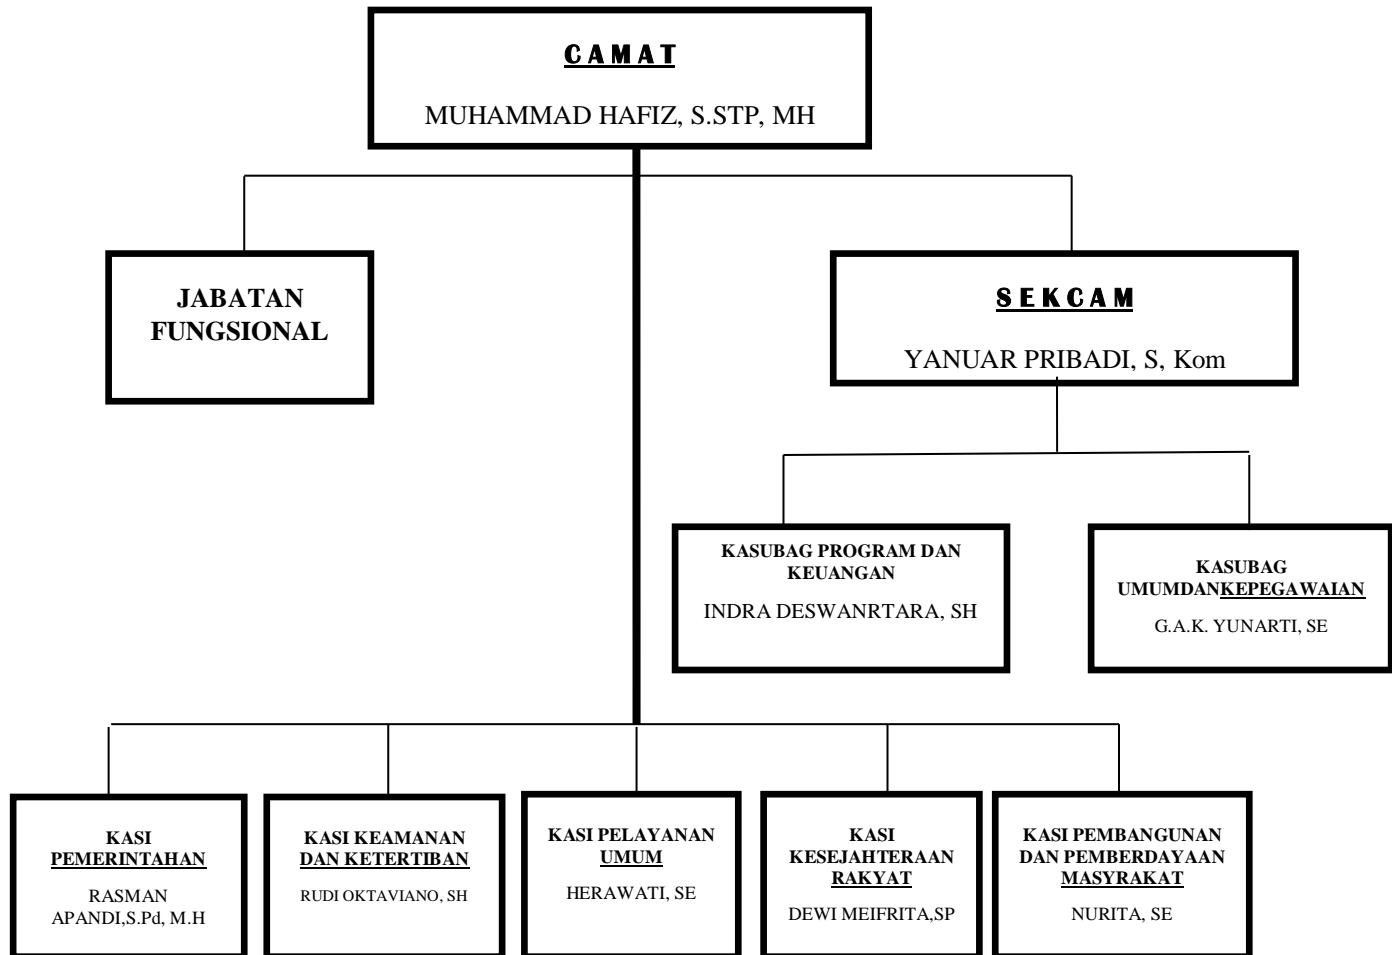 CAMAT
MUHAMMAD HAFIZ, S.STP, MH
JABATAN
FUNGSIONAL
SEKCAM
YANUAR PRIBADI, S, Kom
KASUBAG PROGRAM DAN
KEUANGAN
INDRA DESWANRTARA, SH
KASUBAG
UMUMDANKEPEGAWAIAN
G.A.K. YUNARTI, SE
KASI
PEMERINTAHAN
RASMAN
APANDI,S.Pd, M.H
KASI KEAMANAN
DAN KETERTIBAN
RUDI OKTAVIANO, SH
KASI PELAYANAN
UMUM
HERAWATI, SE
KASI
KESEJAHTERAAN
RAKYAT
DEWI MEIFRITA,SP
KASI PEMBANGUNAN
DAN PEMBERDAYAAN
MASYRAKAT
NURITA, SE